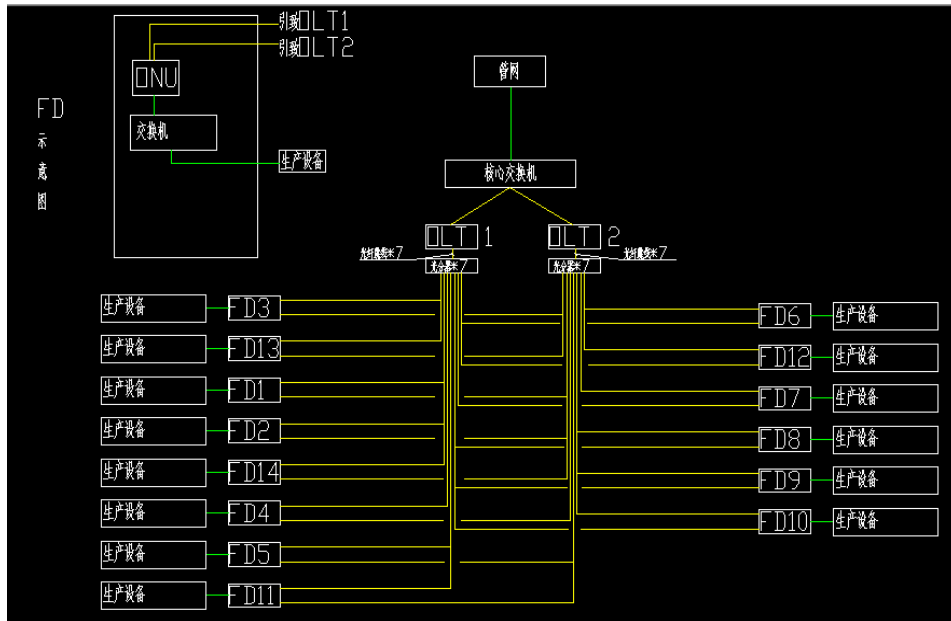 引致OLT1
引致OLT2
ONU
交换机
生产设备
FD
示
意
图
管网
核心交换机
OLT 1
OLT 2
光纤跳线*7
光纤跳线*7
光分器*7
光分器*7
生产设备 FD3
生产设备 FD13
生产设备 FD1
生产设备 FD2
生产设备 FD14
生产设备 FD4
生产设备 FD5
生产设备 FD11
FD6 生产设备
FD12 生产设备
FD7 生产设备
FD8 生产设备
FD9 生产设备
FD10 生产设备